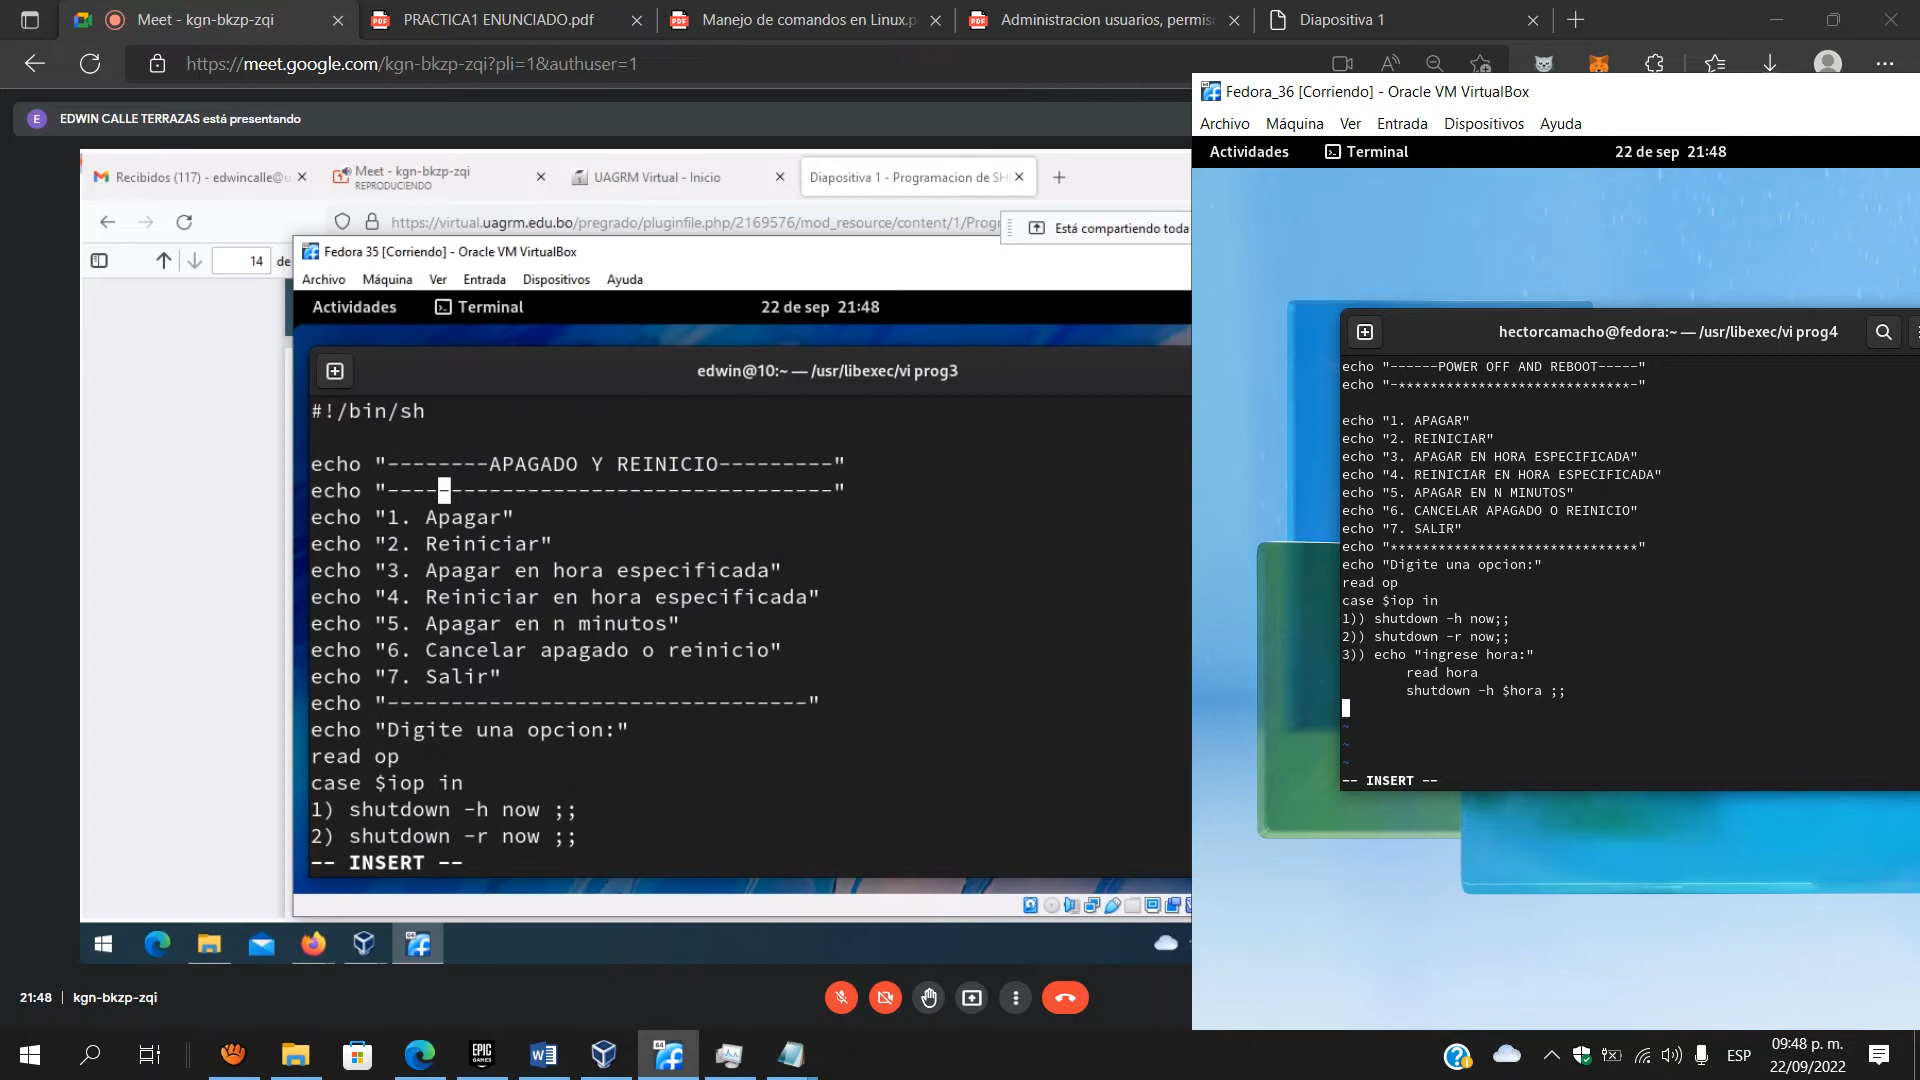 Meet - kgn-bkzp-zqi
PRACTICA1 ENUNCIADO.pdf
Manejo de comandos en Linux.p
Administracion usuarios, permiso
Diapositiva 1
https://meet.google.com/kgn-bkzp-zqi?pli=1&authuser=1
E EDWIN CALLE TERRAZAS está presentando
Recibidos (117) - edwincalle@u
Meet - kgn-bkzp-zqi
REPRODUCIENDO
UAGRM Virtual - Inicio
Diapositiva 1 - Programacion de SHE
https://virtual.uagrm.edu.bo/pregrado/pluginfile.php/2169576/mod_resource/content/1/Progr
Está compartiendo toda
14 de
Fedora 35 [Corriendo] - Oracle VM VirtualBox
Archivo Máquina Ver Entrada Dispositivos Ayuda
Actividades Terminal 22 de sep 21:48
edwin@10:~ — /usr/libexec/vi prog3
#!/bin/sh
echo "--------APAGADO Y REINICIO---------"
echo "-----------------------------------"
echo "1. Apagar"
echo "2. Reiniciar"
echo "3. Apagar en hora especificada"
echo "4. Reiniciar en hora especificada"
echo "5. Apagar en n minutos"
echo "6. Cancelar apagado o reinicio"
echo "7. Salir"
echo "---------------------------------"
echo "Digite una opcion:"
read op
case $iop in
1) shutdown -h now ;;
2) shutdown -r now ;;
-- INSERT --
Fedora_36 [Corriendo] - Oracle VM VirtualBox
Archivo Máquina Ver Entrada Dispositivos Ayuda
Actividades Terminal 22 de sep 21:48
hectorcamacho@fedora:~ — /usr/libexec/vi prog4
echo "------POWER OFF AND REBOOT-----"
echo "-*****************************-"
echo "1. APAGAR"
echo "2. REINICIAR"
echo "3. APAGAR EN HORA ESPECIFICADA"
echo "4. REINICIAR EN HORA ESPECIFICADA"
echo "5. APAGAR EN N MINUTOS"
echo "6. CANCELAR APAGADO O REINICIO"
echo "7. SALIR"
echo "*******************************"
echo "Digite una opcion:"
read op
case $iop in
1)) shutdown -h now;;
2)) shutdown -r now;;
3)) echo "ingrese hora:"
read hora
shutdown -h $hora ;;
~
~
~
-- INSERT --
21:48 | kgn-bkzp-zqi
EPIC GAMES
ESP
09:48 p. m.
22/09/2022